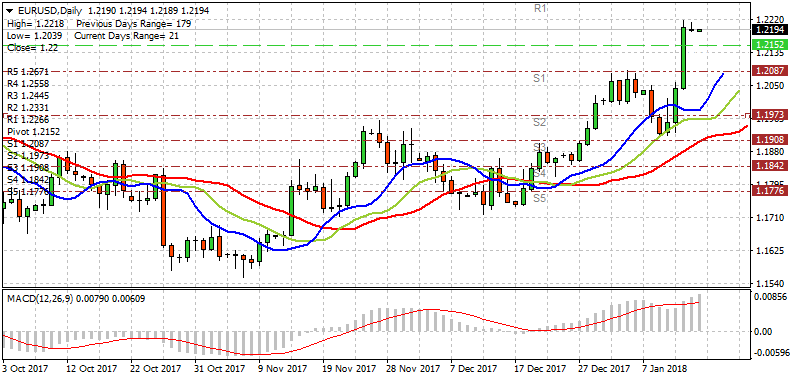 EURUSD,Daily 1.2190 1.2194 1.2189 1.2194
High= 1.2218 Previous Days Range= 179
Low= 1.2039 Current Days Range= 21
Close= 1.22
R5 1.2671
R4 1.2558
R3 1.2445
R2 1.2331
R1 1.2266
Pivot 1.2152
S1 1.2087
S2 1.1973
S3 1.1908
S4 1.1842
S5 1.1776
R1
S1
S2
S3
S4
S5
1.2220
1.2194
1.2152
1.2135
1.2087
1.2050
1.1973
1.1965
1.1908
1.1880
1.1842
1.1795
1.1776
1.1710
1.1625
1.1540
MACD(12,26,9) 0.00790 0.00609
0.00856
0.00
-0.00596
3 Oct 2017 12 Oct 2017 22 Oct 2017 31 Oct 2017 9 Nov 2017 19 Nov 2017 28 Nov 2017 7 Dec 2017 17 Dec 2017 27 Dec 2017 7 Jan 2018